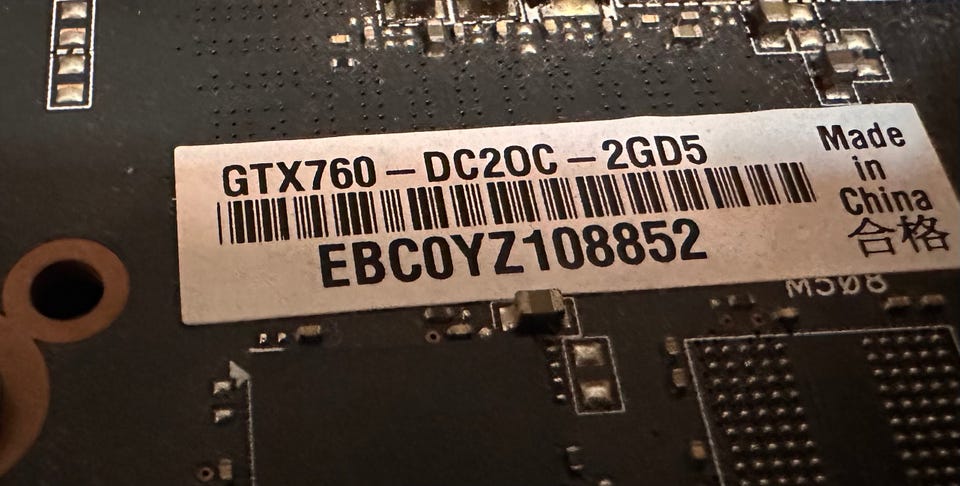 GTX760-DC2OC-2GD5
EBC0YZ108852
Made
in
China
合格
M508